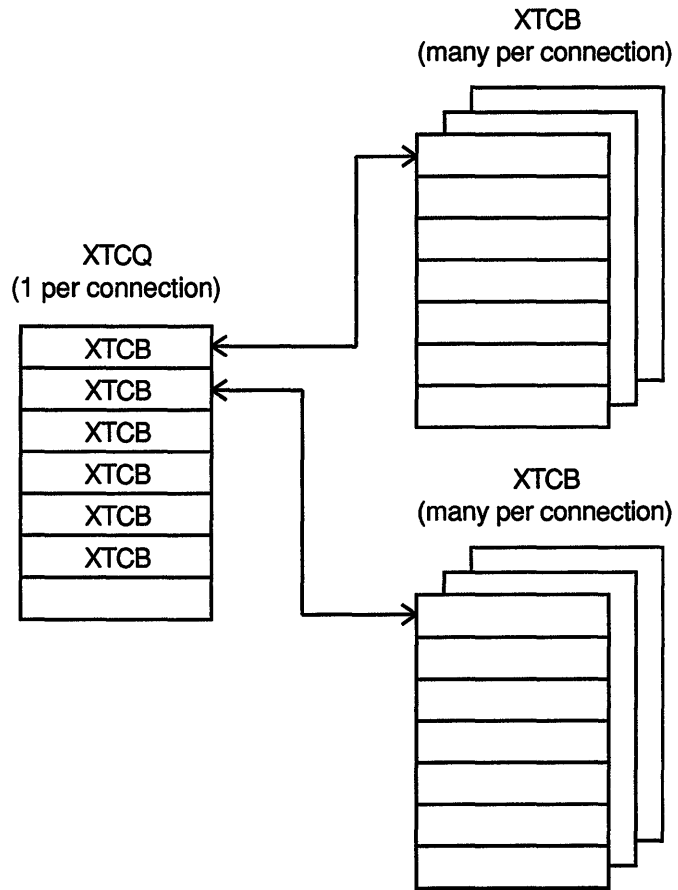 XTCB
(many per connection)
XTCQ
(1 per connection)
XTCB
XTCB
XTCB
XTCB
XTCB
XTCB
XTCB
(many per connection)